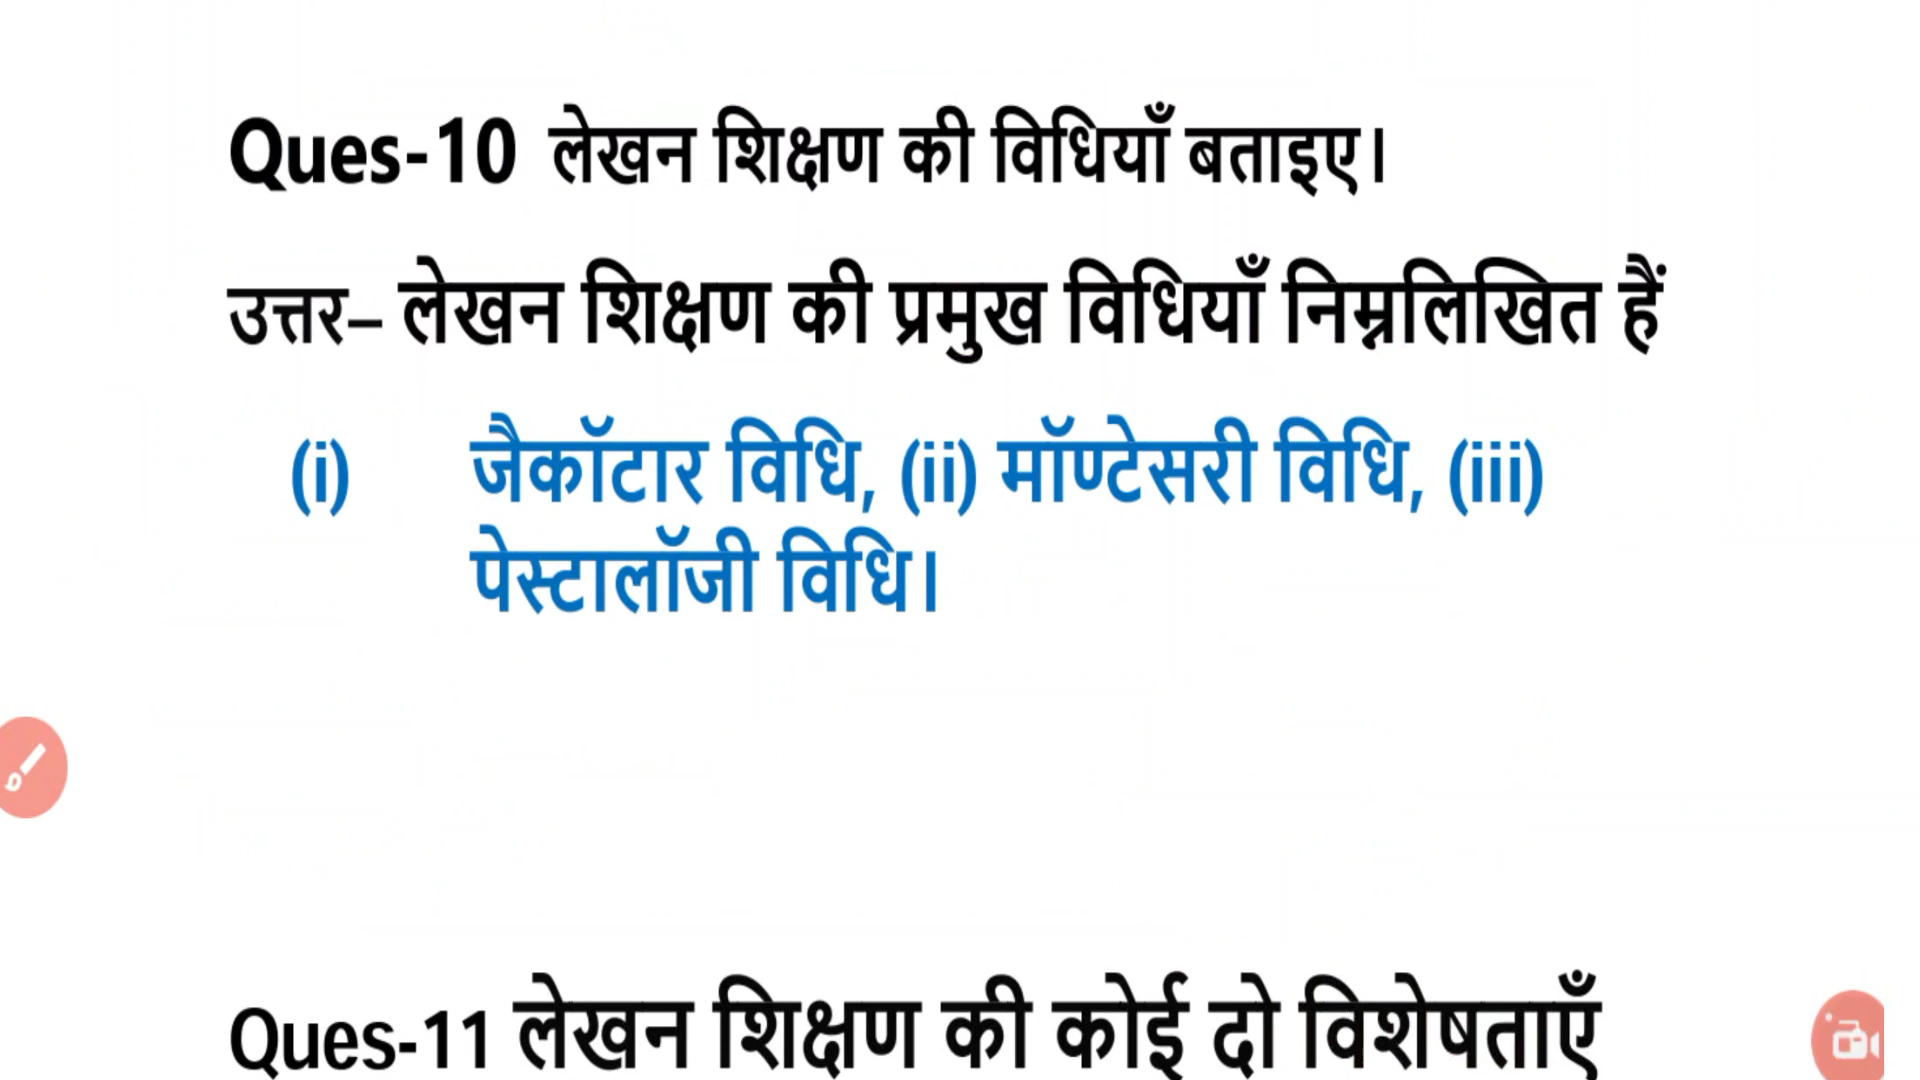 Ques-10 लेखन शिक्षण की विधियाँ बताइए।
उत्तर– लेखन शिक्षण की प्रमुख विधियाँ निम्नलिखित हैं
(i) जैकॉटार विधि, (ii) मॉण्टेसरी विधि, (iii)
पेस्टालॉजी विधि।
Ques-11 लेखन शिक्षण की कोई दो विशेषताएँ